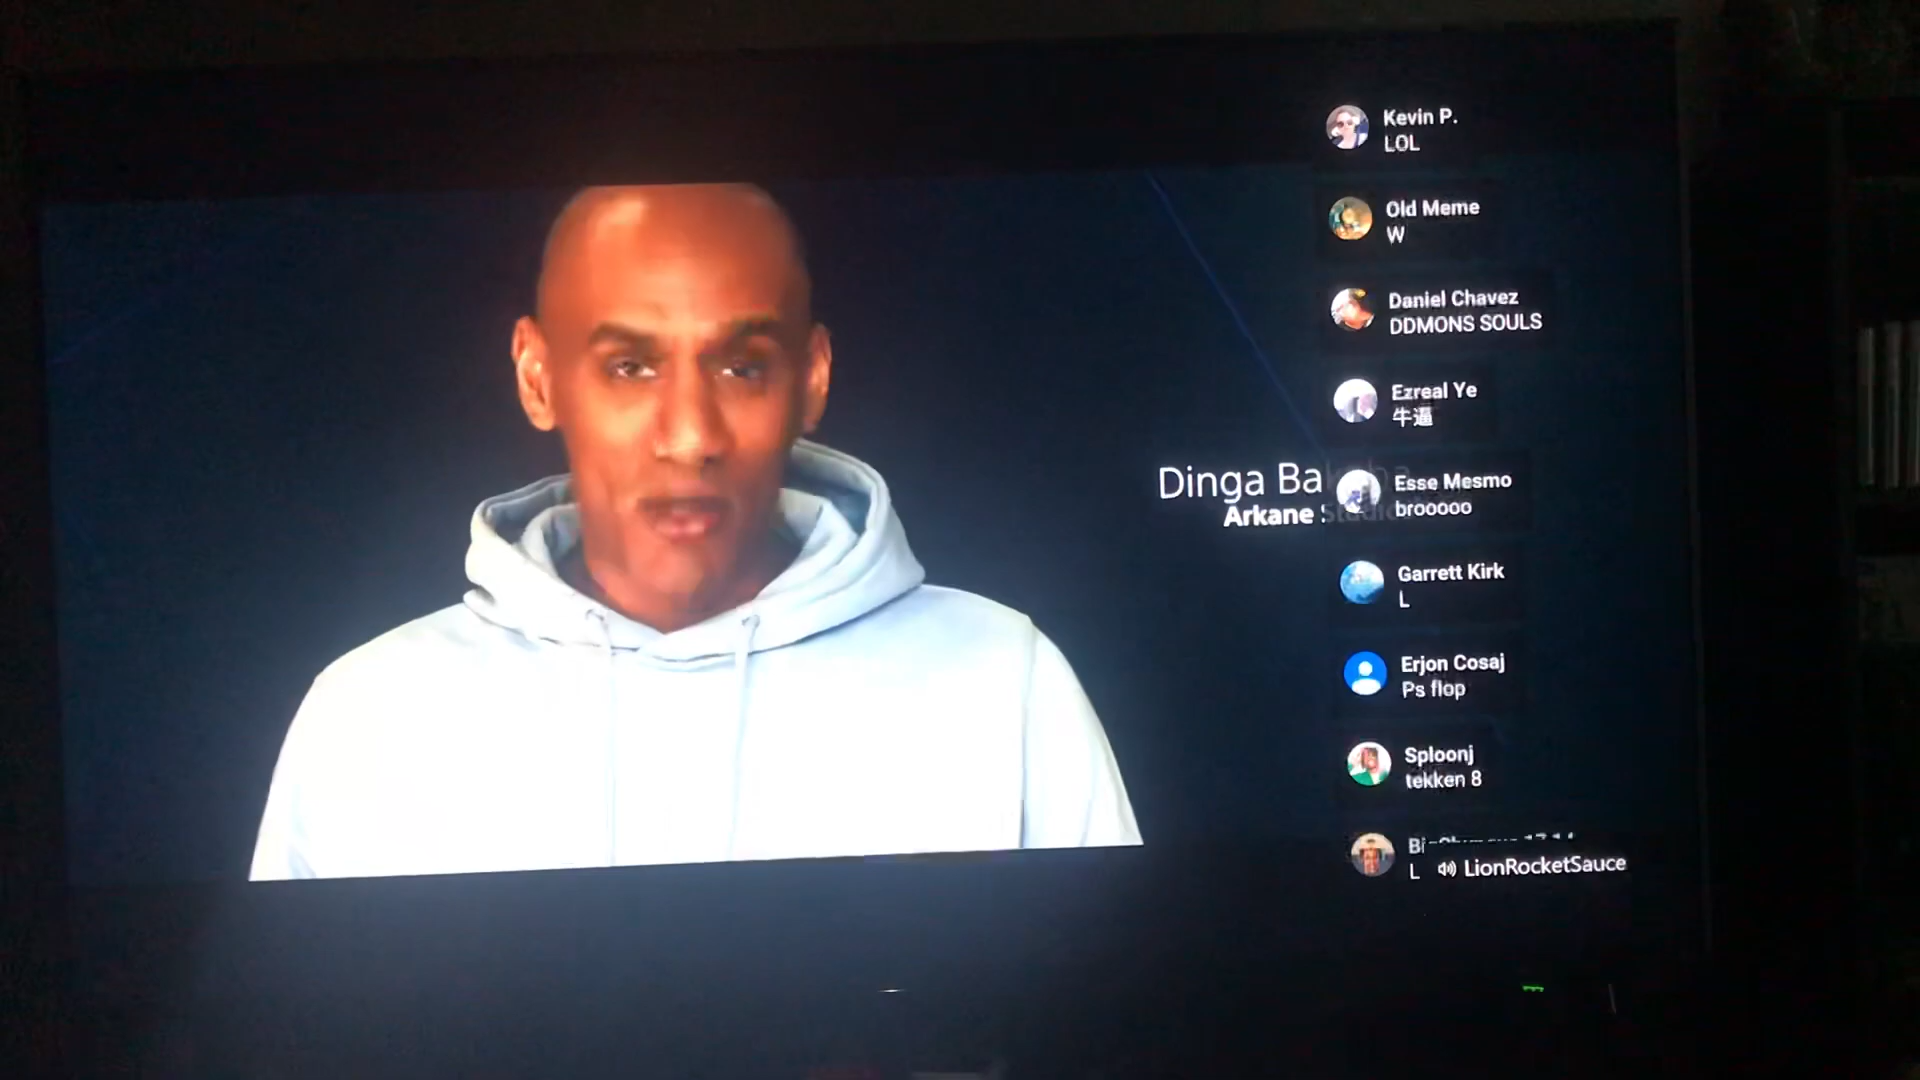 Kevin P.
LOL
Old Meme
W
Daniel Chavez
DDMONS SOULS
Ezreal Ye
牛逼
Dinga Ba
Arkane Studios
Esse Mesmo
brooooo
Garrett Kirk
L
Erjon Cosaj
Ps flop
Sploonj
tekken 8
L
LionRocketSauce